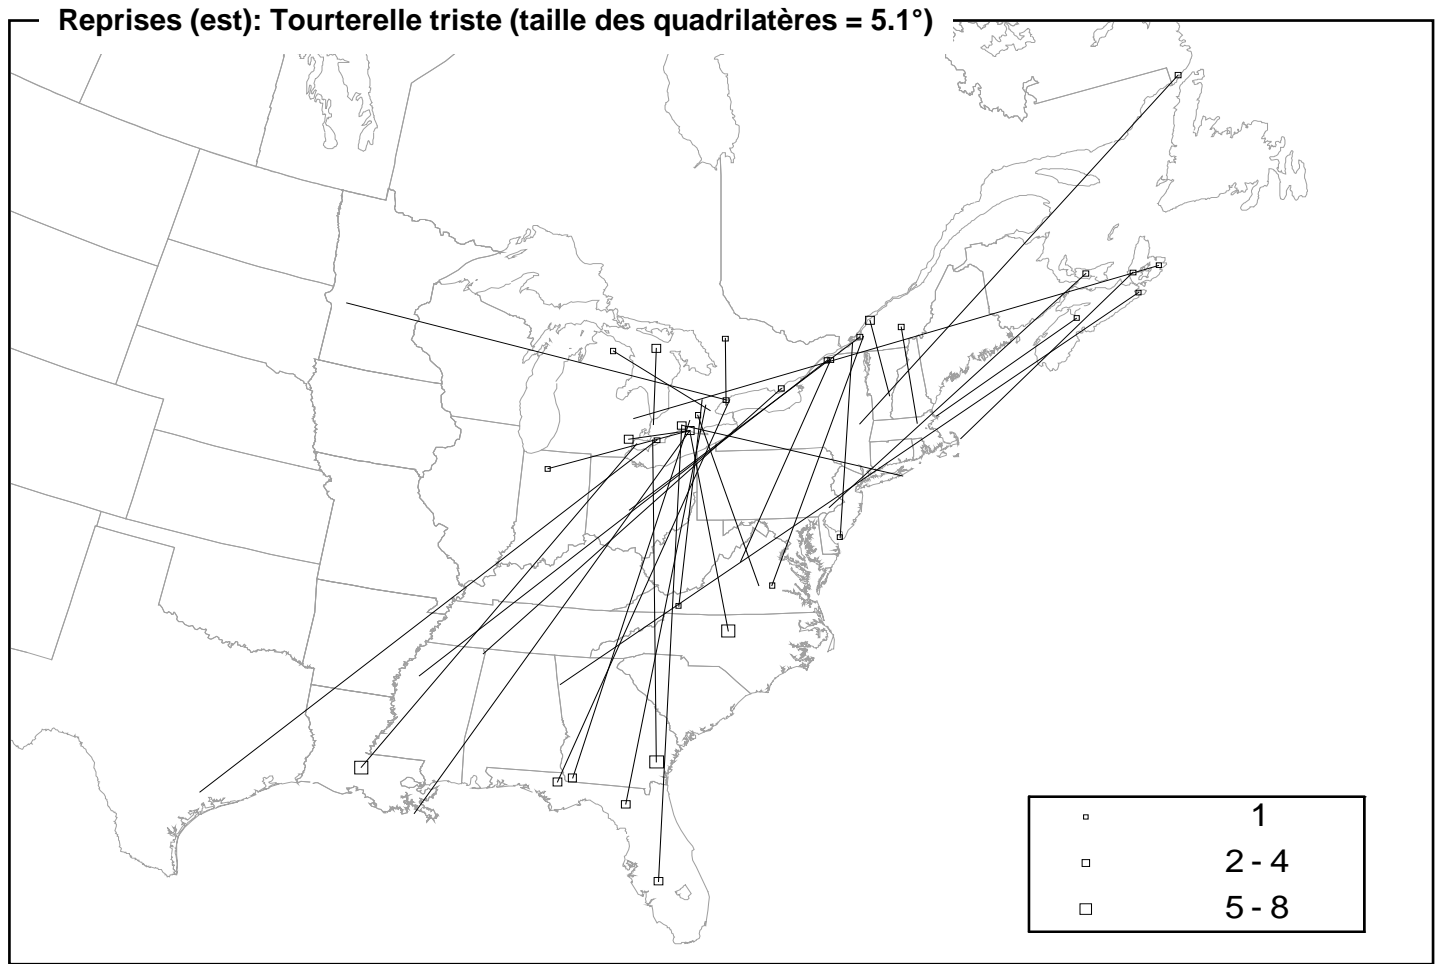 Reprises (est): Tourterelle triste (taille des quadrilatères = 5.1°)
1
2 - 4
5 - 8